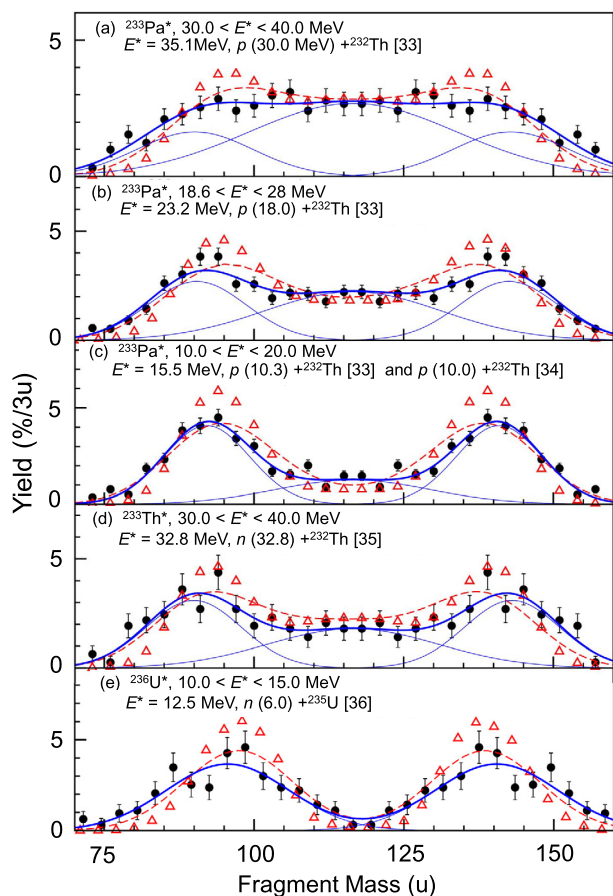 (a) ²³³Pa*, 30.0 < E* < 40.0 MeV
E* = 35.1MeV, p (30.0 MeV) +²³²Th [33]
5
0
(b) ²³³Pa*, 18.6 < E* < 28 MeV
E* = 23.2 MeV, p (18.0) +²³²Th [33]
5
0
(c) ²³³Pa*, 10.0 < E* < 20.0 MeV
E* = 15.5 MeV, p (10.3) +²³²Th [33] and p (10.0) +²³²Th [34]
5
0
(d) ²³³Th*, 30.0 < E* < 40.0 MeV
E* = 32.8 MeV, n (32.8) +²³²Th [35]
5
0
(e) ²³⁶U*, 10.0 < E* < 15.0 MeV
E* = 12.5 MeV, n (6.0) +²³⁵U [36]
5
0
75 100 125 150
Fragment Mass (u)
Yield (%/3u)